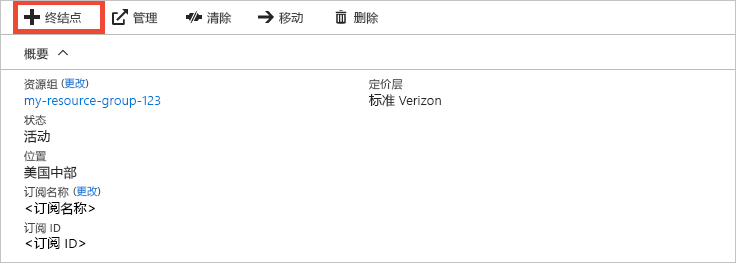 终结点 管理 清除 移动 删除
概要
资源组 (更改) 定价层
my-resource-group-123 标准 Verizon
状态
活动
位置
美国中部
订阅名称 (更改)
<订阅名称>
订阅 ID
<订阅 ID>